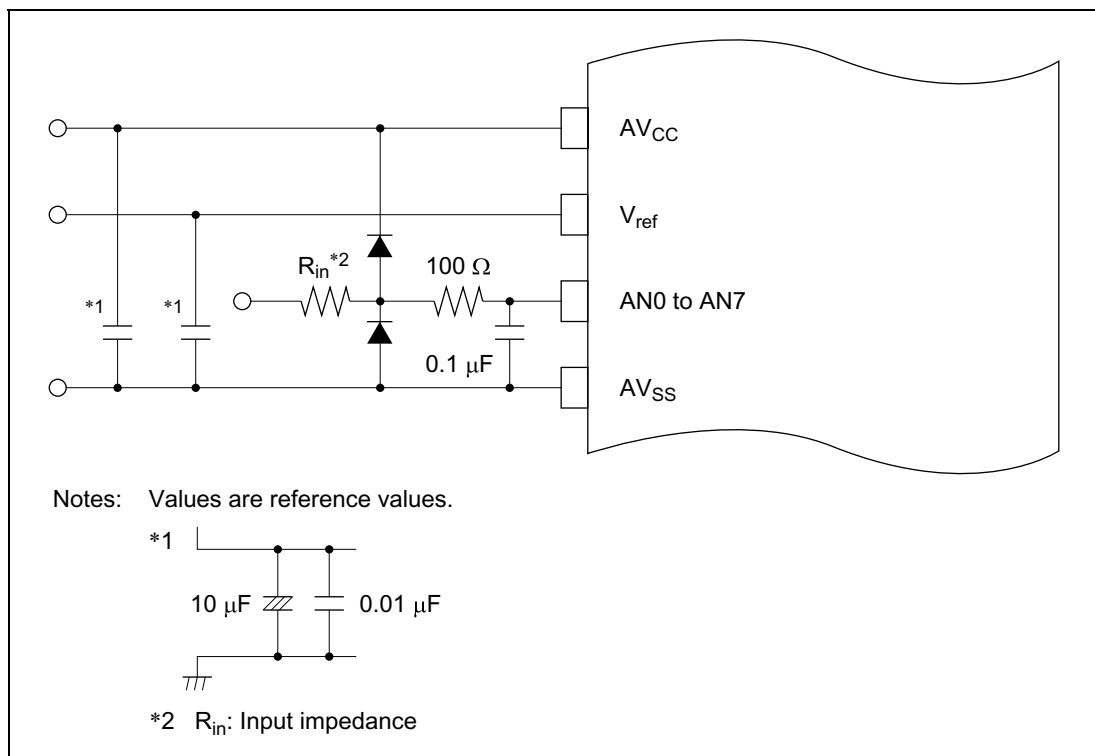 AVCC
Vref
Rin*2
100 Ω
*1
*1
AN0 to AN7
0.1 μF
AVSS
Notes: Values are reference values.
*1
10 μF
0.01 μF
*2 Rin: Input impedance